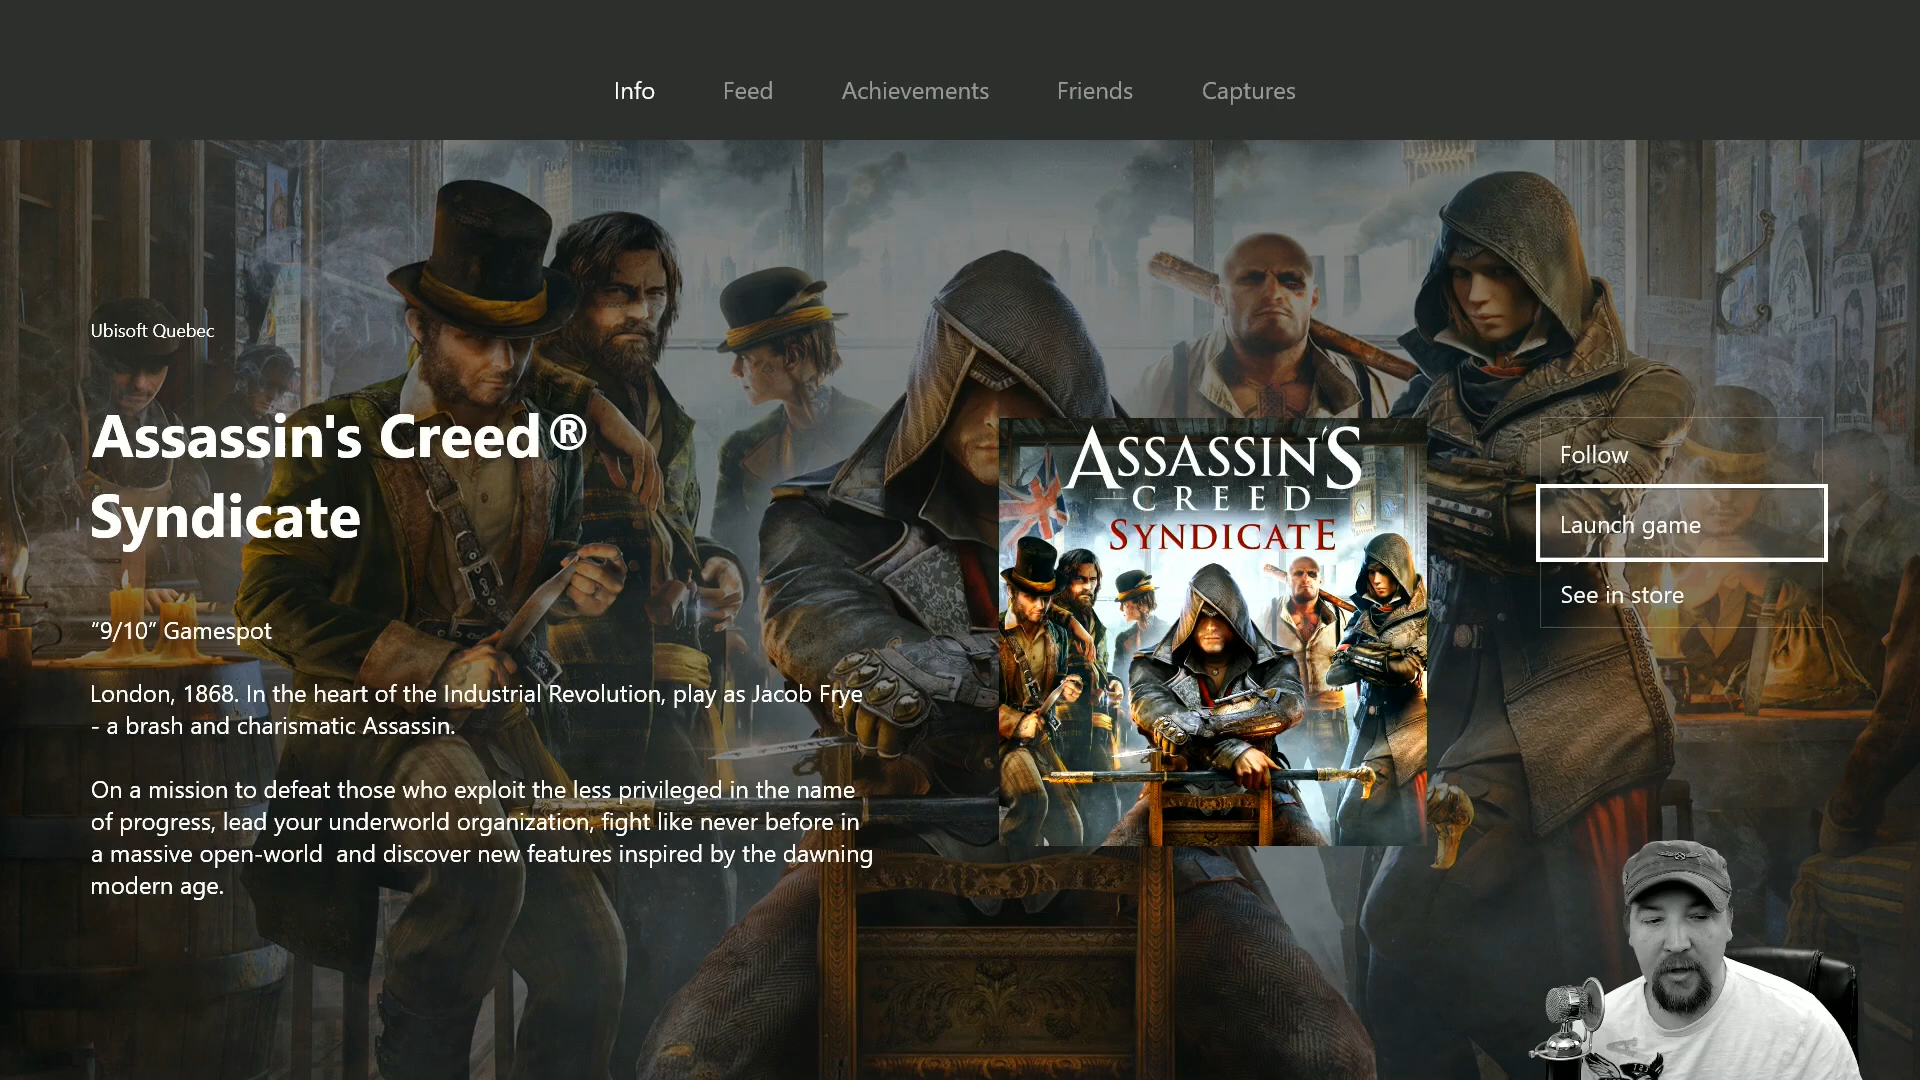 Info
Feed
Achievements
Friends
Captures
Ubisoft Quebec
Assassin's Creed®
Syndicate
“9/10” Gamespot
London, 1868. In the heart of the Industrial Revolution, play as Jacob Frye
- a brash and charismatic Assassin.
On a mission to defeat those who exploit the less privileged in the name
of progress, lead your underworld organization, fight like never before in
a massive open-world  and discover new features inspired by the dawning
modern age.
ASSASSIN'S
CREED
SYNDICATE
Follow
Launch game
See in store